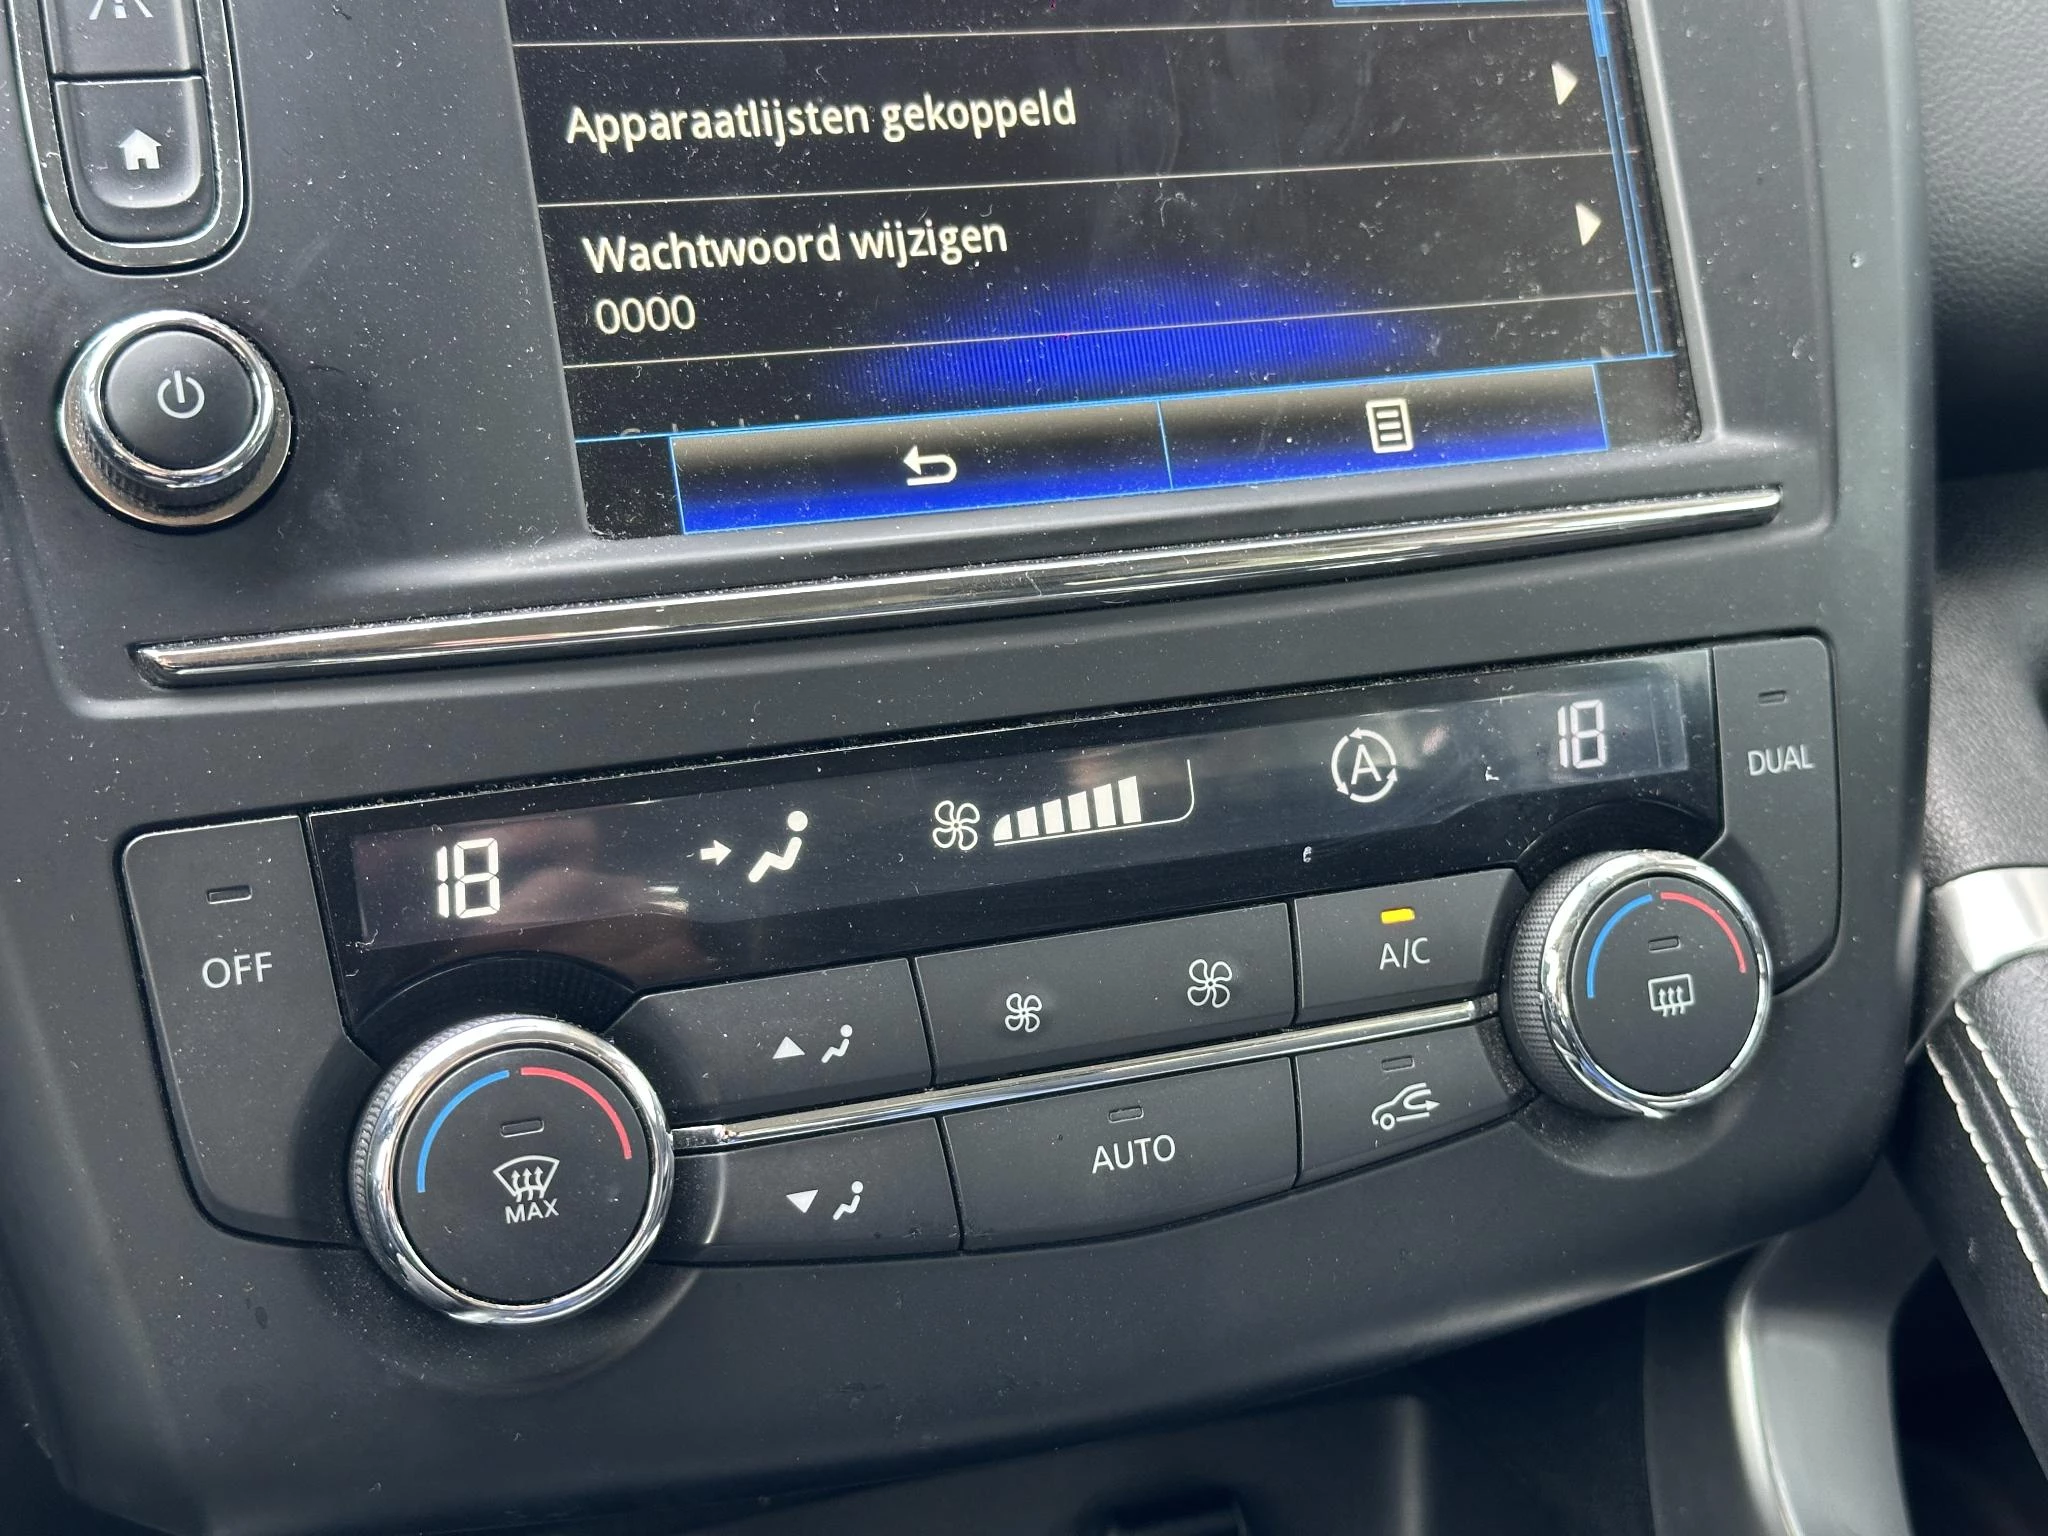 Apparaatlijsten gekoppeld
Wachtwoord wijzigen
0000
18
A
18
DUAL
OFF
A/C
MAX
AUTO